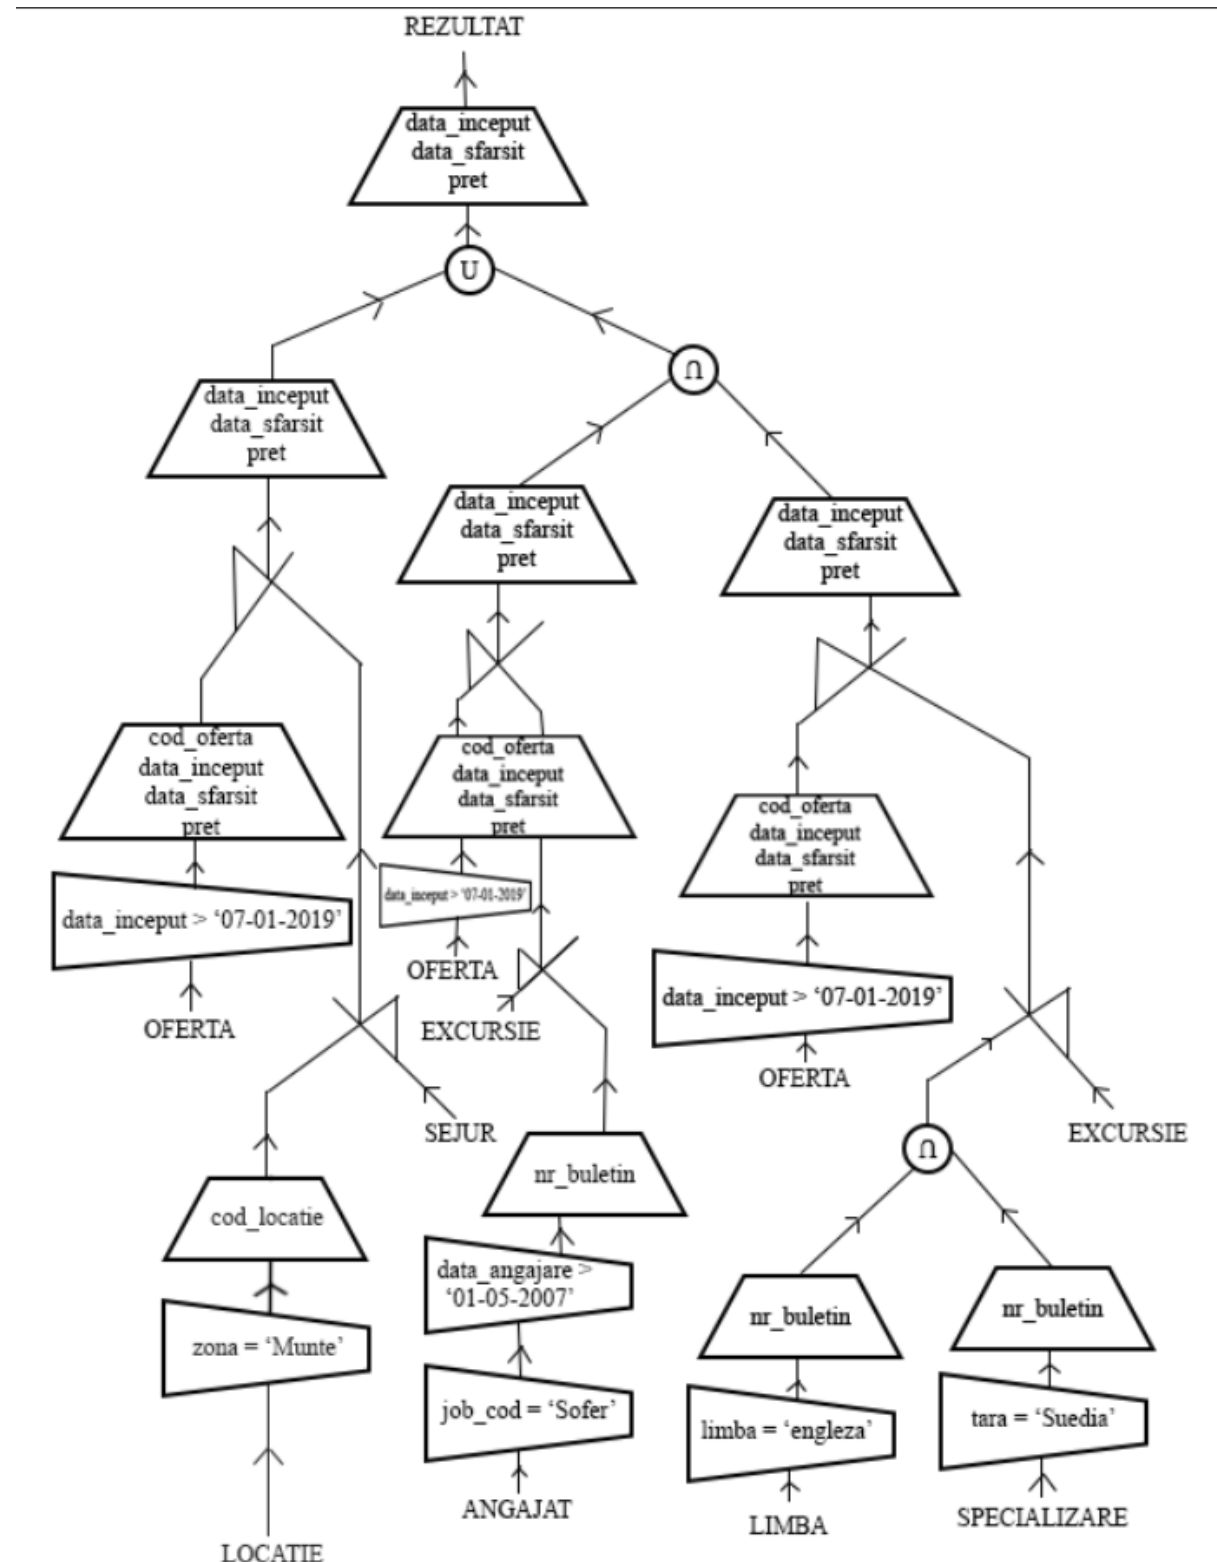 REZULTAT
data_inceput
data_sfarsit
pret
U
∩
data_inceput
data_sfarsit
pret
data_inceput
data_sfarsit
pret
data_inceput
data_sfarsit
pret
cod_oferta
data_inceput
data_sfarsit
pret
cod_oferta
data_inceput
data_sfarsit
pret
cod_oferta
data_inceput
data_sfarsit
pret
data_inceput > ‘07-01-2019’
data_inceput > ‘07-01-2019’
data_inceput > ‘07-01-2019’
OFERTA
OFERTA
EXCURSIE
OFERTA
SEJUR
EXCURSIE
∩
cod_locatie
nr_buletin
data_angajare >
‘01-05-2007’
nr_buletin
nr_buletin
zona = ‘Munte’
job_cod = ‘Sofer’
limba = ‘engleza’
tara = ‘Suedia’
ANGAJAT
LIMBA
SPECIALIZARE
LOCATIE